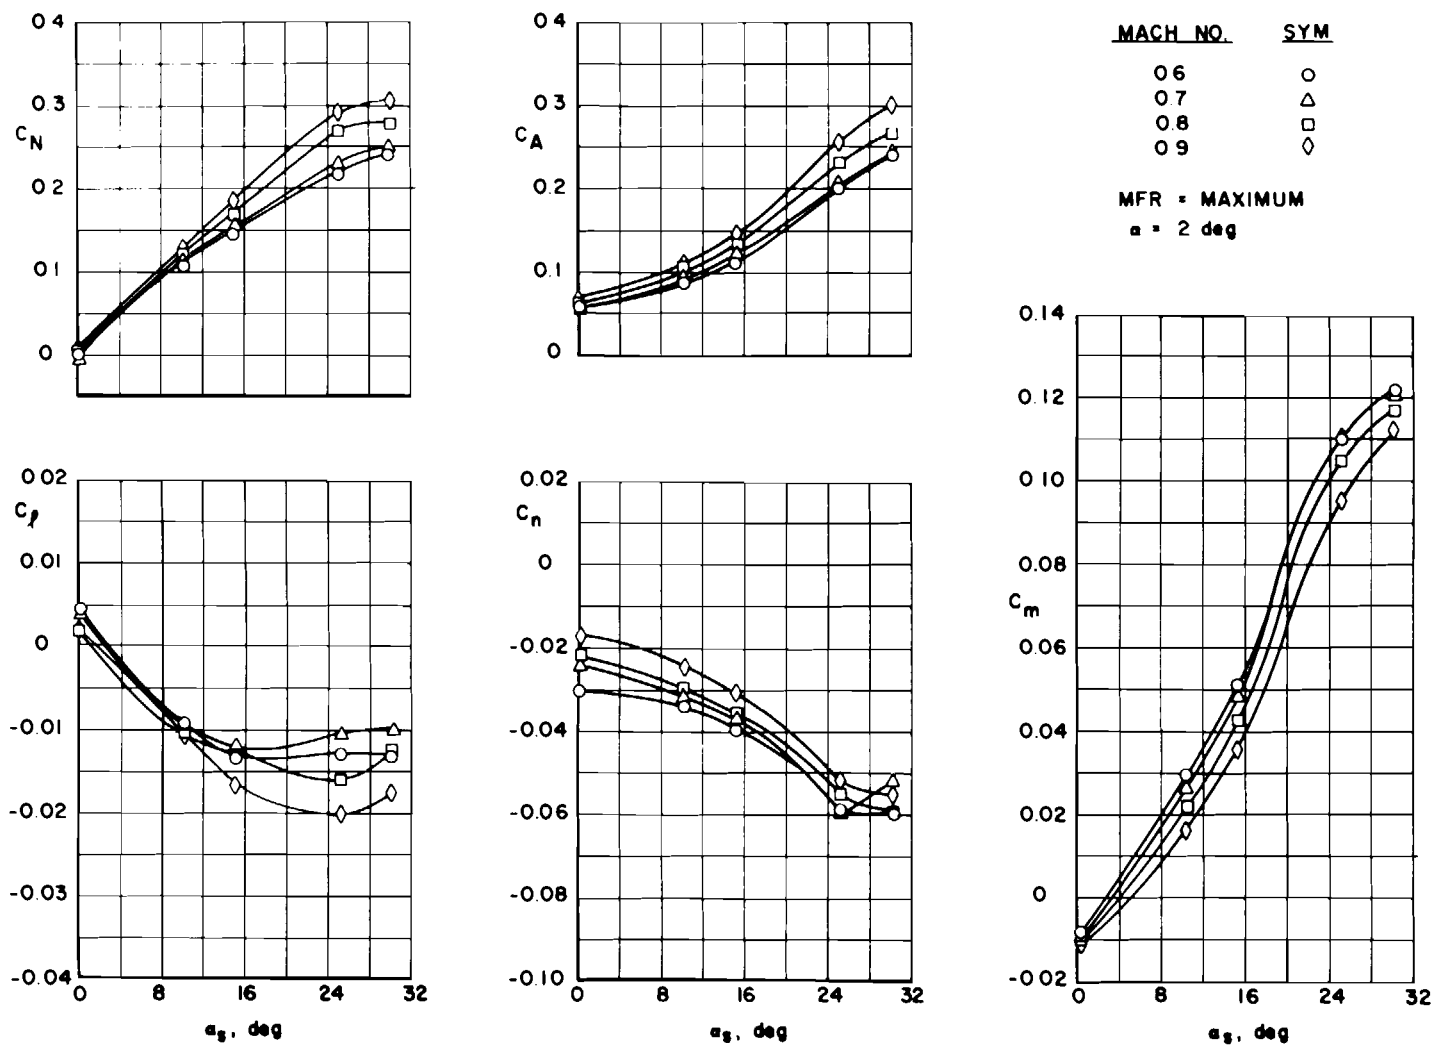 0 4
0.3
C_N
0.2
0.1
0
0 4
0.3
C_A
0.2
0.1
0
MACH NO. SYM
0 6 ○
0.7 △
0.8 □
0 9 ◇
MFR = MAXIMUM
α = 2 deg
0.02
C_ℓ
0.01
0
-0.01
-0.02
-0.03
-0.04
0 8 16 24 32
α_s, deg
0.02
C_n
0
-0.02
-0.04
-0.06
-0.08
-0.10
0 8 16 24 32
α_s, deg
0.14
0.12
0.10
0.08
C_m
0.06
0.04
0.02
0
-0.02
0 8 16 24 32
α_s, deg